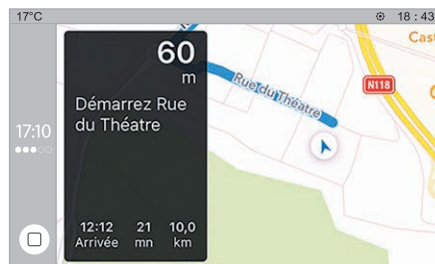 17°C
18 : 43
60
m
Démarrez Rue
du Théatre
12:12
21
10,0
Arrivée
mn
km
17:10
Rue du Théatre
N118
Cast